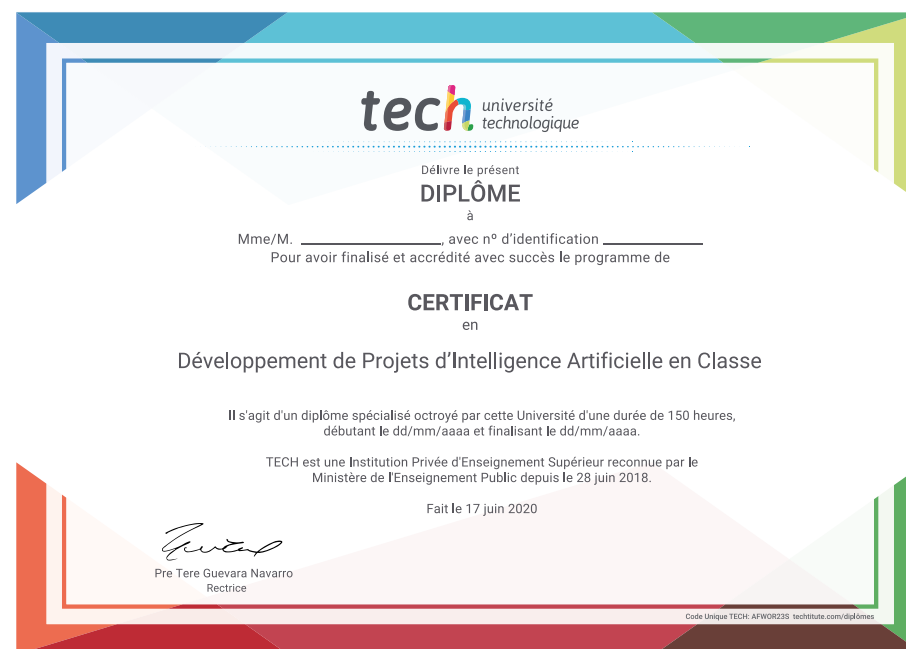 tech université
technologique
Délivre le présent
DIPLÔME
à
Mme/M. ____________________, avec nº d'identification ______________
Pour avoir finalisé et accrédité avec succès le programme de
CERTIFICAT
en
Développement de Projets d'Intelligence Artificielle en Classe
Il s'agit d'un diplôme spécialisé octroyé par cette Université d'une durée de 150 heures,
débutant le dd/mm/aaaa et finalisant le dd/mm/aaaa.
TECH est une Institution Privée d'Enseignement Supérieur reconnue par le
Ministère de l'Enseignement Public depuis le 28 juin 2018.
Fait le 17 juin 2020
Pre Tere Guevara Navarro
Rectrice
Code Unique TECH: AFWOR23S techtitute.com/diplômes